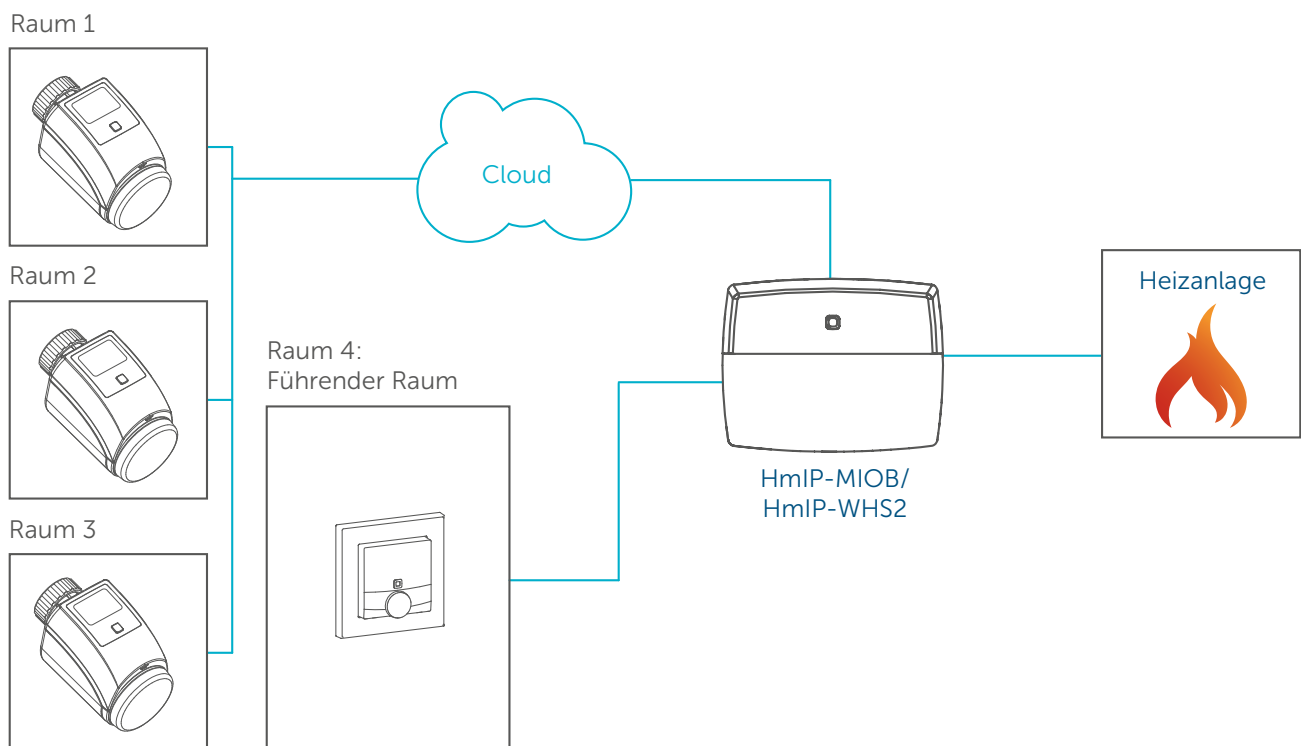 Raum 1
Cloud
Raum 2
Heizanlage
Raum 4:
Führender Raum
HmIP-MIOB/
HmIP-WHS2
Raum 3